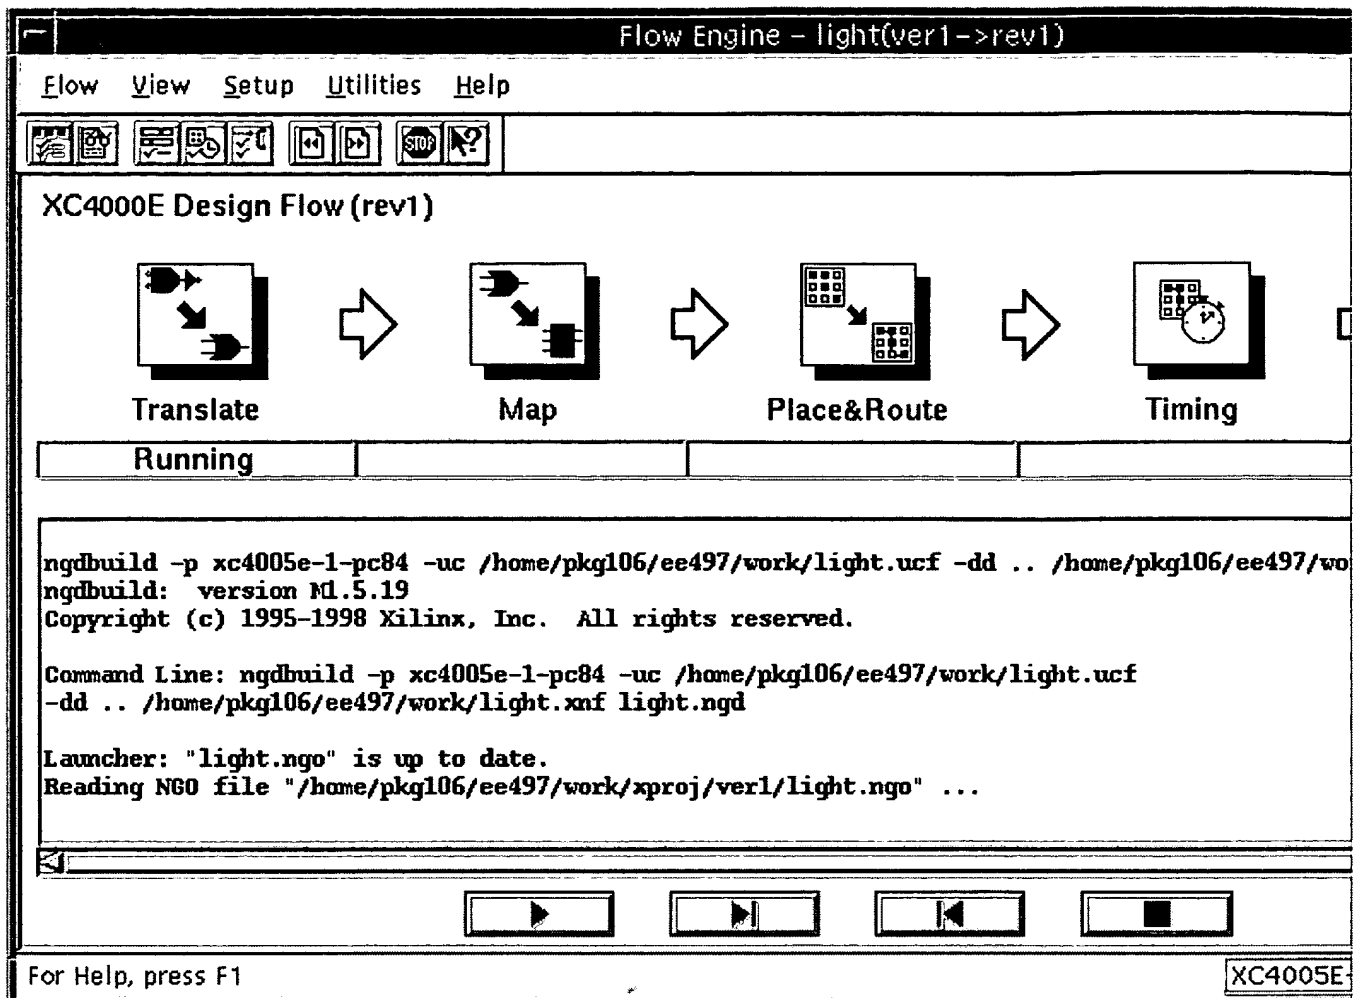 Flow Engine – light(ver1->rev1)
Flow View Setup Utilities Help
STOP ?
XC4000E Design Flow (rev1)
Translate Map Place&Route Timing
Running
ngdbuild -p xc4005e-1-pc84 -uc /home/pkg106/ee497/work/light.ucf -dd .. /home/pkg106/ee497/wo
ngdbuild:  version M1.5.19
Copyright (c) 1995-1998 Xilinx, Inc.  All rights reserved.
Command Line: ngdbuild -p xc4005e-1-pc84 -uc /home/pkg106/ee497/work/light.ucf
-dd .. /home/pkg106/ee497/work/light.xnf light.ngd
Launcher: "light.ngo" is up to date.
Reading NGO file "/home/pkg106/ee497/work/xproj/ver1/light.ngo" ...
For Help, press F1 XC4005E-